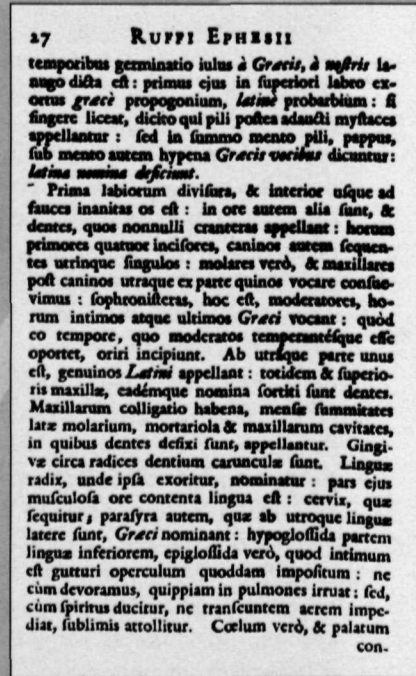 27 RUFFI EPHESII
temporibus germinatio iulus à Græcis, à nostris la-
nugo dicta est: primus ejus in superiori labro ex-
ortus græcè propogonium, latinè probarbium: si
fingere liceat, dicito qui pili postea adaucti mystaces
appellantur: sed in summo mento pili, pappus,
sub mento autem hypena Græcis vocibus dicuntur:
latina nomina deficiunt.
Prima labiorum divisura, & interior usque ad
fauces inanitas os est: in ore autem alia sunt, &
dentes, quos nonnulli cranteras appellant: horum
primores quatuor incisores, caninos autem sequen-
tes utrinque singulos: molares verò, & maxillares
post caninos utraque ex parte quinos vocare consue-
vimus: sophronisteras, hoc est, moderatores, ho-
rum intimos atque ultimos Græci vocant: quòd
eo tempore, quo moderatos temperantésque esse
oportet, oriri incipiunt. Ab utráque parte unus
est, genuinos Latini appellant: totidem & superio-
ris maxillæ, eadémque nomina sortiti sunt dentes.
Maxillarum colligatio habena, mensæ summitates
latæ molarium, mortariola & maxillarum cavitates,
in quibus dentes defixi sunt, appellantur. Gingi-
væ circa radices dentium carunculæ sunt. Linguæ
radix, unde ipsa exoritur, nominatur: pars ejus
musculosa ore contenta lingua est: cervix, quæ
sequitur; parasyra autem, quæ ab utroque linguæ
latere sunt, Græci nominant: hypoglossida partem
linguæ inferiorem, epiglossida verò, quod intimum
est gutturi operculum quoddam impositum: ne
cùm devoramus, quippiam in pulmones irruat: sed,
cùm spiritus ducitur, ne transeuntem aerem impe-
diat, sublimis attollitur. Cœlum verò, & palatum
con-